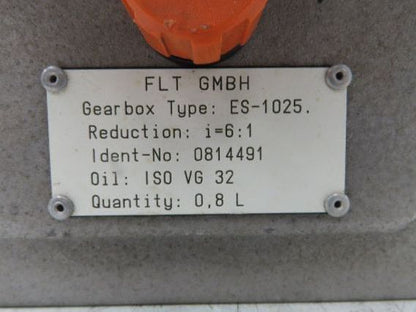 FLT GMBH
Gearbox Type: ES-1025.
Reduction: i=6:1
Ident-No: 0814491
Oil: ISO VG 32
Quantity: 0,8 L